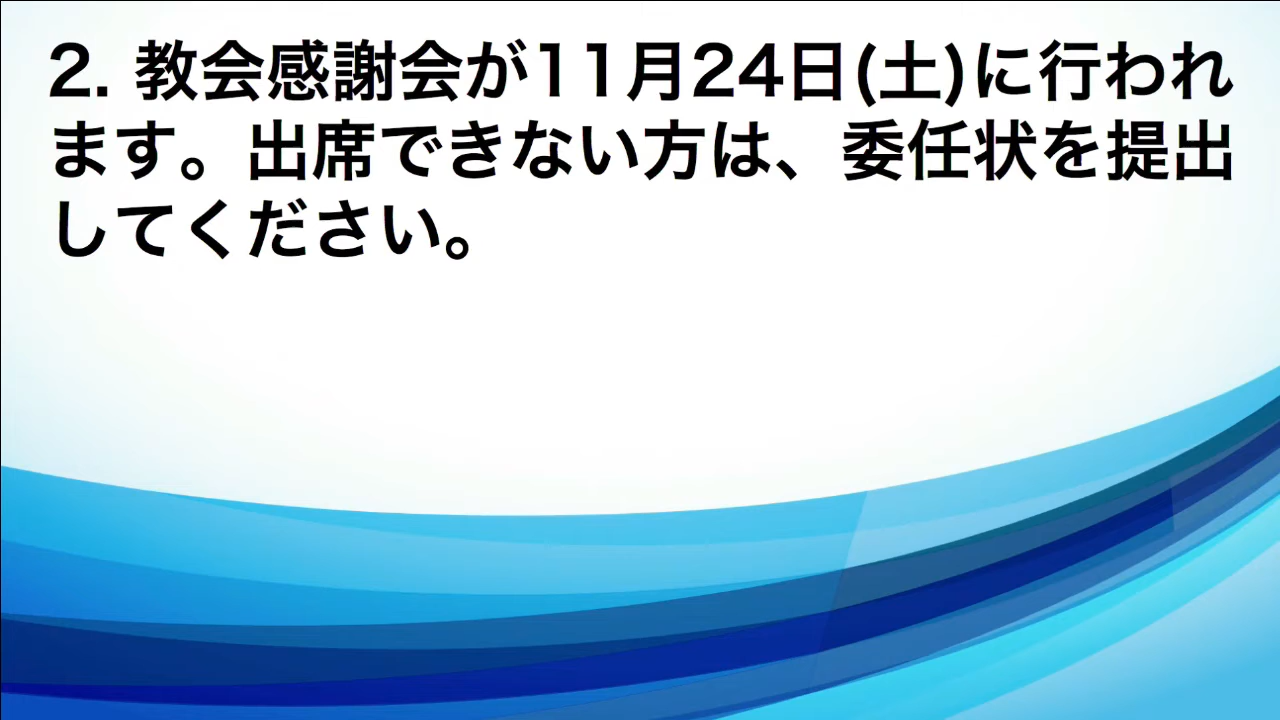 2. 教会感謝会が11月24日(土)に行われ
ます。出席できない方は、委任状を提出
してください。